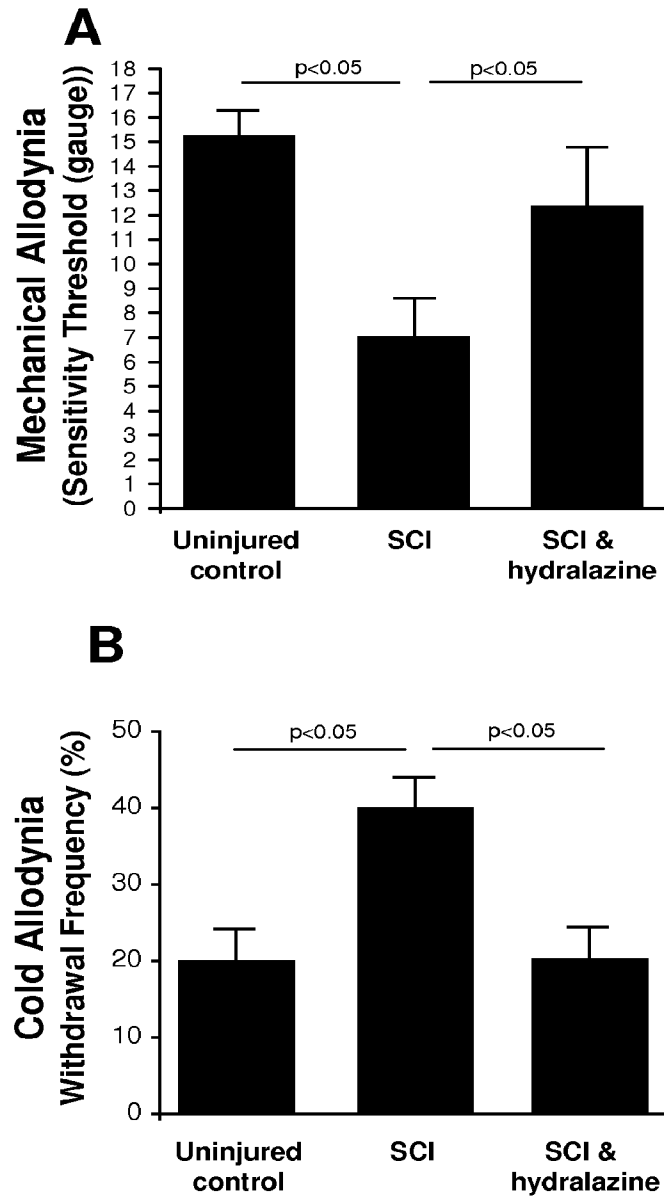 A
Mechanical Allodynia
(Sensitivity Threshold (gauge))
18
17
16
15
14
13
12
11
10
9
8
7
6
5
4
3
2
1
0
p<0.05 p<0.05
Uninjured
control
SCI
SCI &
hydralazine
B
Cold Allodynia
Withdrawal Frequency (%)
50
40
30
20
10
0
p<0.05 p<0.05
Uninjured
control
SCI
SCI &
hydralazine